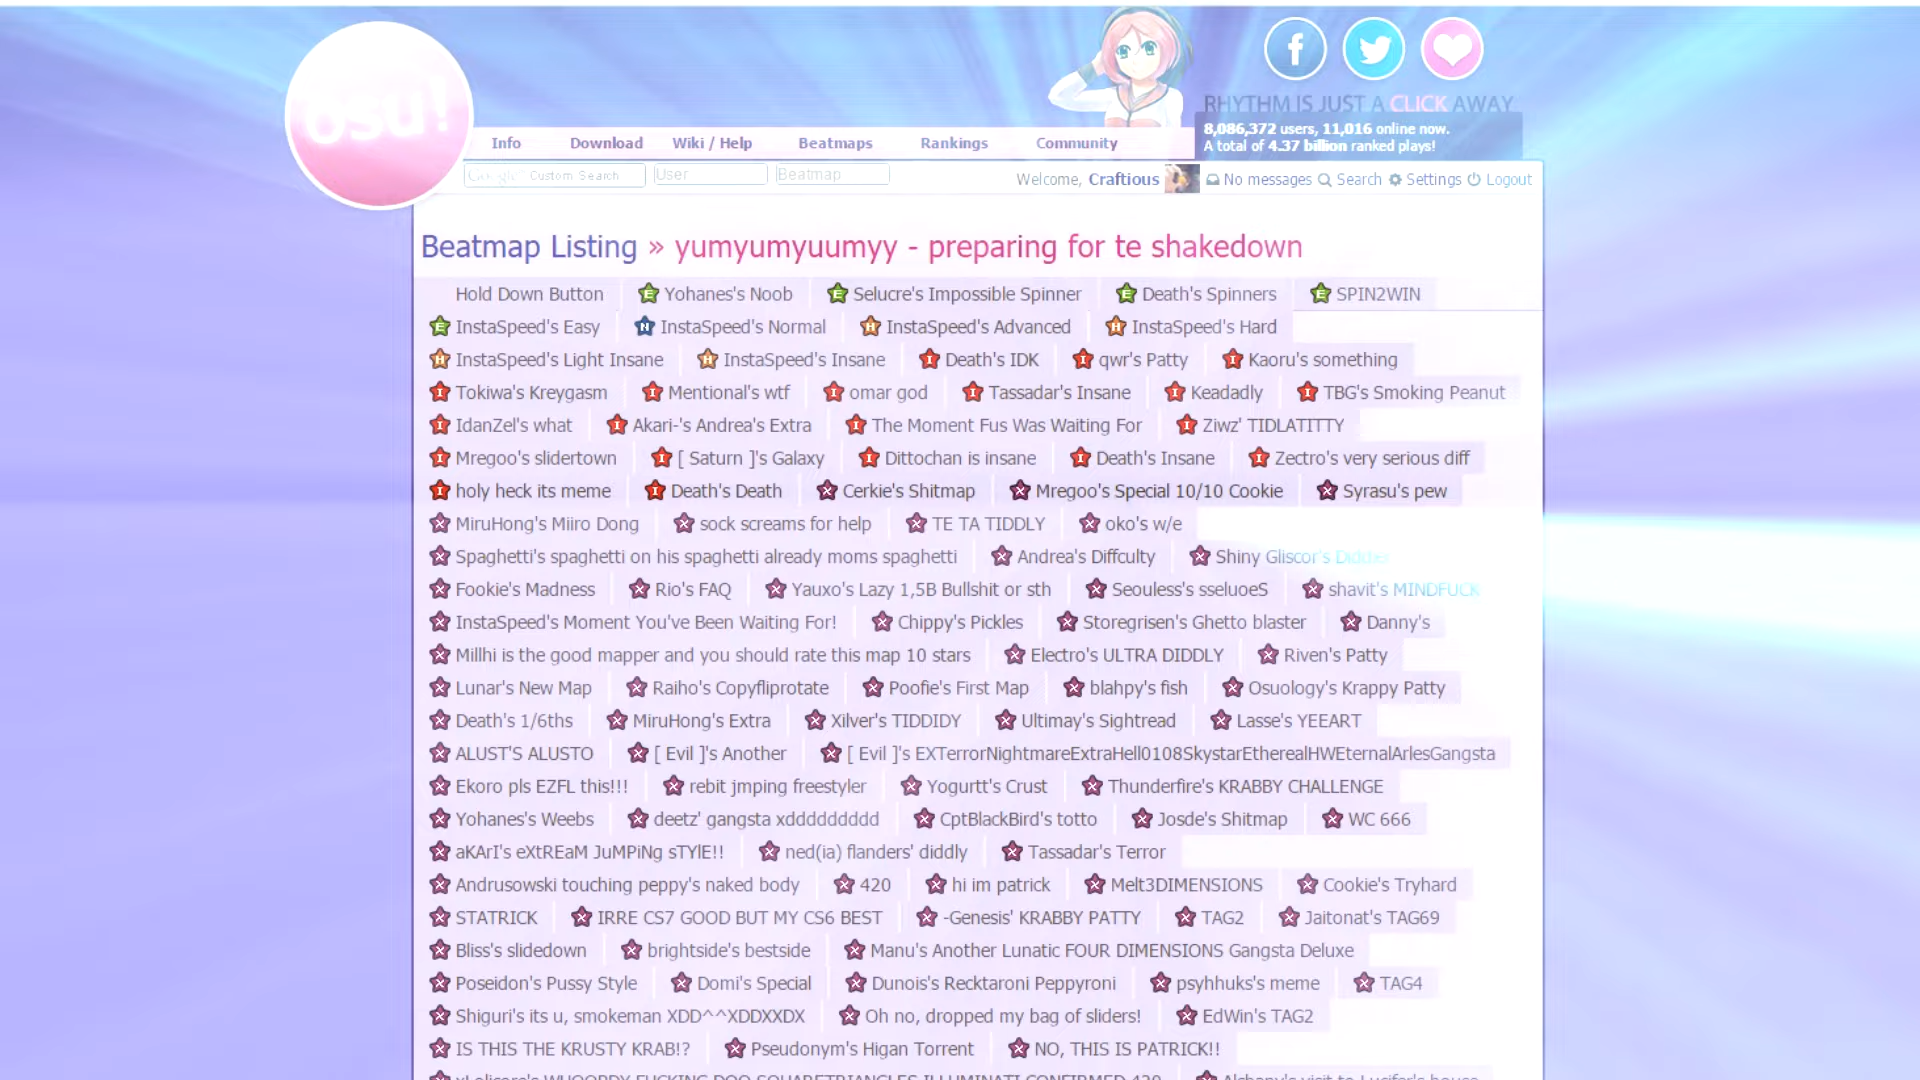 osu!
RHYTHM IS JUST A CLICK AWAY
8,086,372 users, 11,016 online now.
A total of 4.37 billion ranked plays!
Info Download Wiki / Help Beatmaps Rankings Community
Google Custom Search User Beatmap
Welcome, Craftious No messages Search Settings Logout
Beatmap Listing » yumyumyuumyy - preparing for te shakedown
Hold Down Button E Yohanes's Noob E Selucre's Impossible Spinner E Death's Spinners E SPIN2WIN
E InstaSpeed's Easy N InstaSpeed's Normal H InstaSpeed's Advanced H InstaSpeed's Hard
H InstaSpeed's Light Insane H InstaSpeed's Insane I Death's IDK I qwr's Patty I Kaoru's something
I Tokiwa's Kreygasm I Mentional's wtf I omar god I Tassadar's Insane I Keadadly I TBG's Smoking Peanut
I IdanZel's what I Akari-'s Andrea's Extra I The Moment Fus Was Waiting For I Ziwz' TIDLATITTY
I Mregoo's slidertown I [ Saturn ]'s Galaxy I Dittochan is insane I Death's Insane I Zectro's very serious diff
I holy heck its meme I Death's Death Cerkie's Shitmap Mregoo's Special 10/10 Cookie Syrasu's pew
MiruHong's Miiro Dong sock screams for help TE TA TIDDLY oko's w/e
Spaghetti's spaghetti on his spaghetti already moms spaghetti Andrea's Diffculty Shiny Gliscor's
Fookie's Madness Rio's FAQ Yauxo's Lazy 1,5B Bullshit or sth Seouless's sseluoeS shavit's MINDFUCK
InstaSpeed's Moment You've Been Waiting For! Chippy's Pickles Storegrisen's Ghetto blaster Danny's
Millhi is the good mapper and you should rate this map 10 stars Electro's ULTRA DIDDLY Riven's Patty
Lunar's New Map Raiho's Copyfliprotate Poofie's First Map blahpy's fish Osuology's Krappy Patty
Death's 1/6ths MiruHong's Extra Xilver's TIDDIDY Ultimay's Sightread Lasse's YEEART
ALUST'S ALUSTO [ Evil ]'s Another [ Evil ]'s EXTerrorNightmareExtraHell0108SkystarEtherealHWEternalArlesGangsta
Ekoro pls EZFL this!!! rebit jmping freestyler Yogurtt's Crust Thunderfire's KRABBY CHALLENGE
Yohanes's Weebs deetz' gangsta xddddddddd CptBlackBird's totto Josde's Shitmap WC 666
aKArI's eXtREaM JuMPiNg sTYlE!! ned(ia) flanders' diddly Tassadar's Terror
Andrusowski touching peppy's naked body 420 hi im patrick Melt3DIMENSIONS Cookie's Tryhard
STATRICK IRRE CS7 GOOD BUT MY CS6 BEST -Genesis' KRABBY PATTY TAG2 Jaitonat's TAG69
Bliss's slidedown brightside's bestside Manu's Another Lunatic FOUR DIMENSIONS Gangsta Deluxe
Poseidon's Pussy Style Domi's Special Dunois's Recktaroni Peppyroni psyhhuks's meme TAG4
Shiguri's its u, smokeman XDD^^XDDXXDX Oh no, dropped my bag of sliders! EdWin's TAG2
IS THIS THE KRUSTY KRAB!? Pseudonym's Higan Torrent NO, THIS IS PATRICK!!